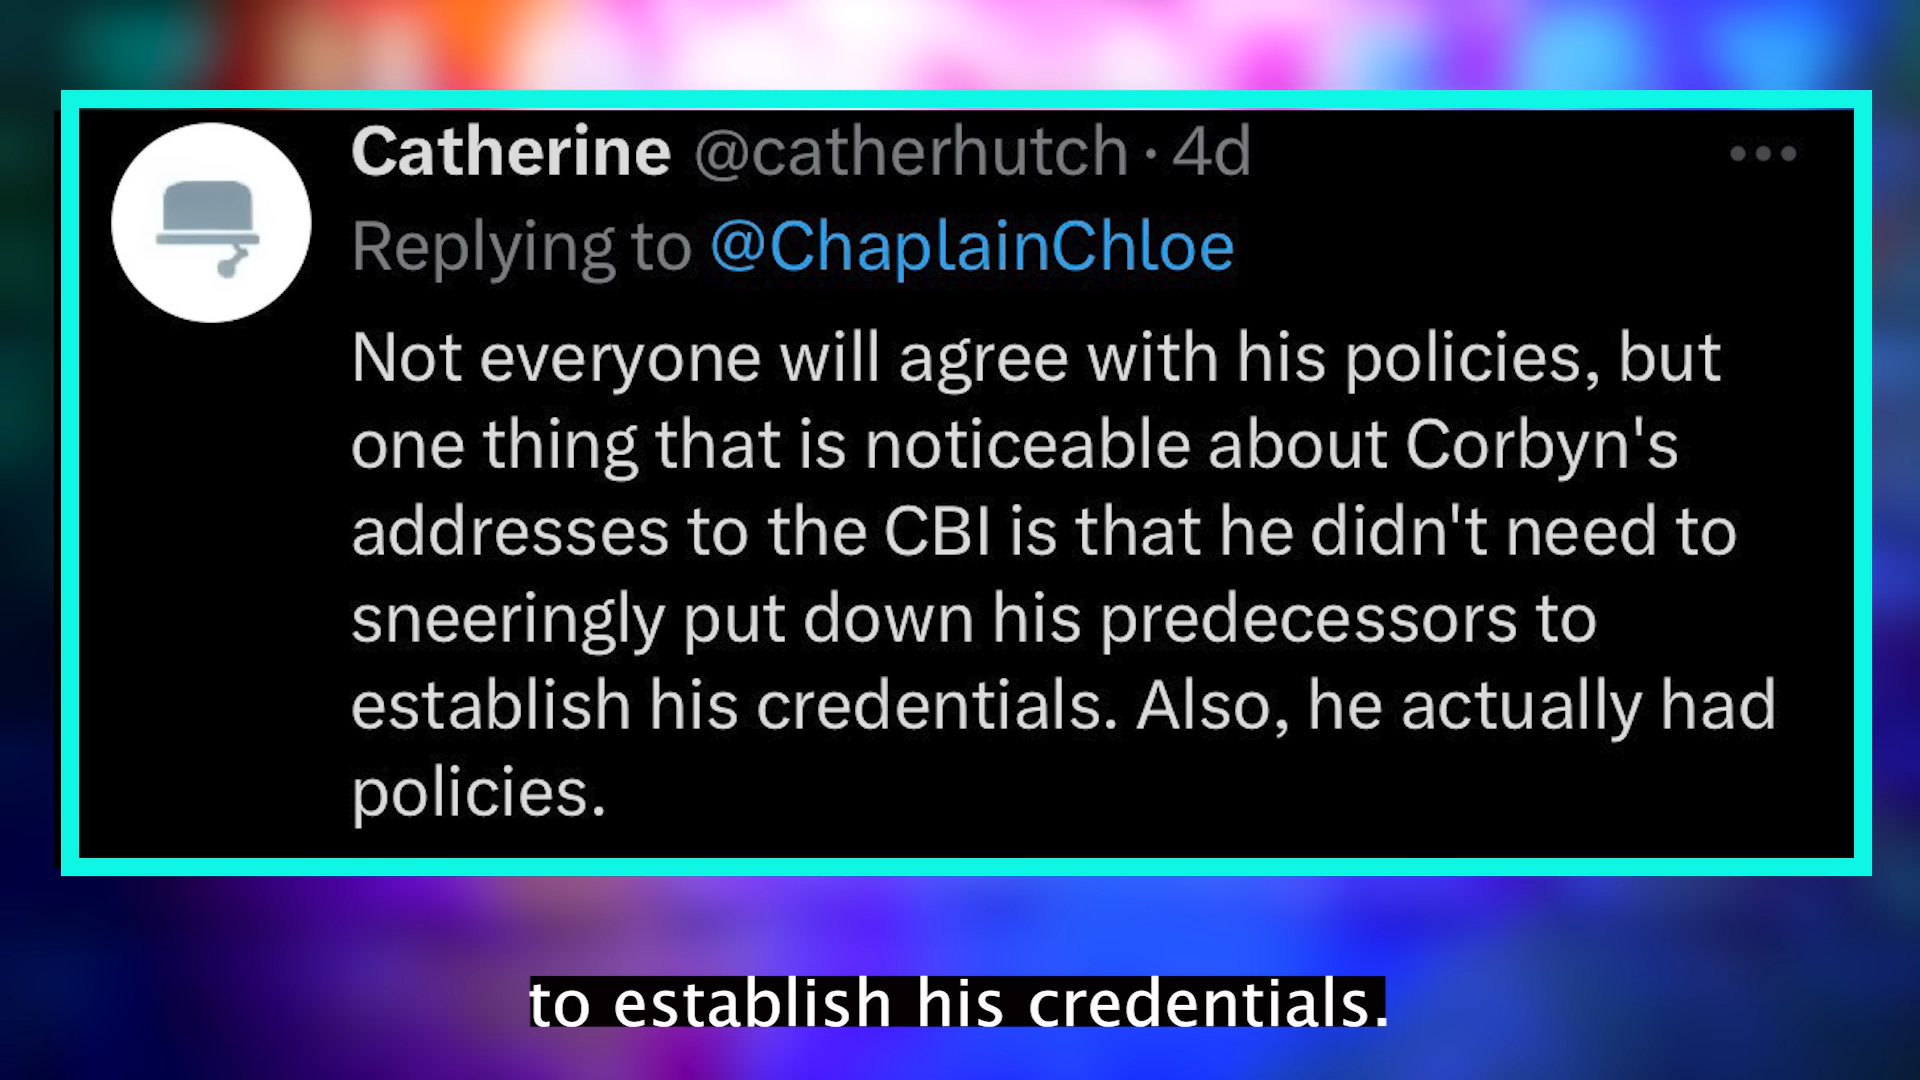 Catherine @catherhutch · 4d
Replying to @ChaplainChloe
Not everyone will agree with his policies, but
one thing that is noticeable about Corbyn's
addresses to the CBI is that he didn't need to
sneeringly put down his predecessors to
establish his credentials. Also, he actually had
policies.
to establish his credentials.